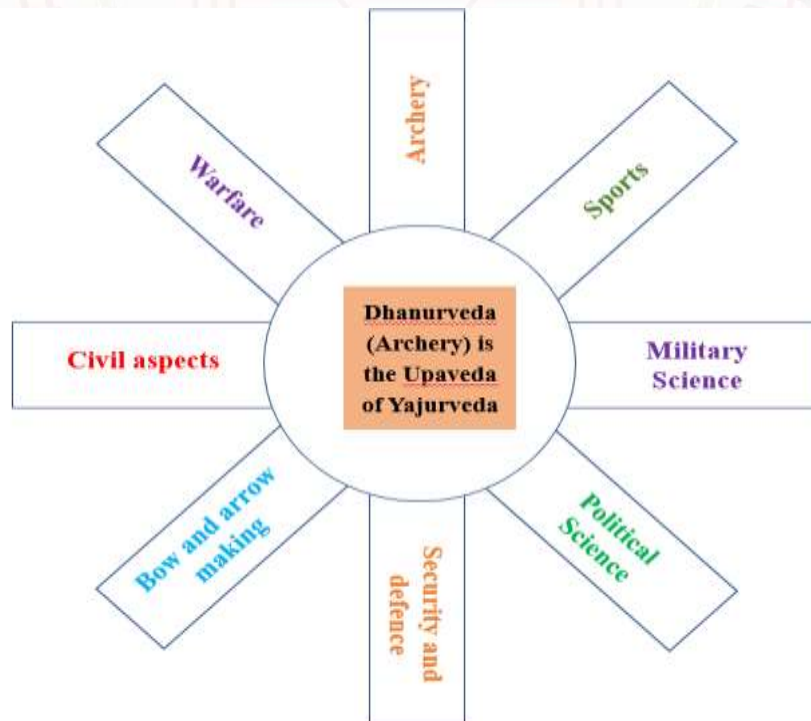 Archery
Sports
Military
Science
Political
Science
Security and
defence
Bow and arrow
making
Civil aspects
Warfare
Dhanurveda
(Archery) is
the Upaveda
of Yajurveda